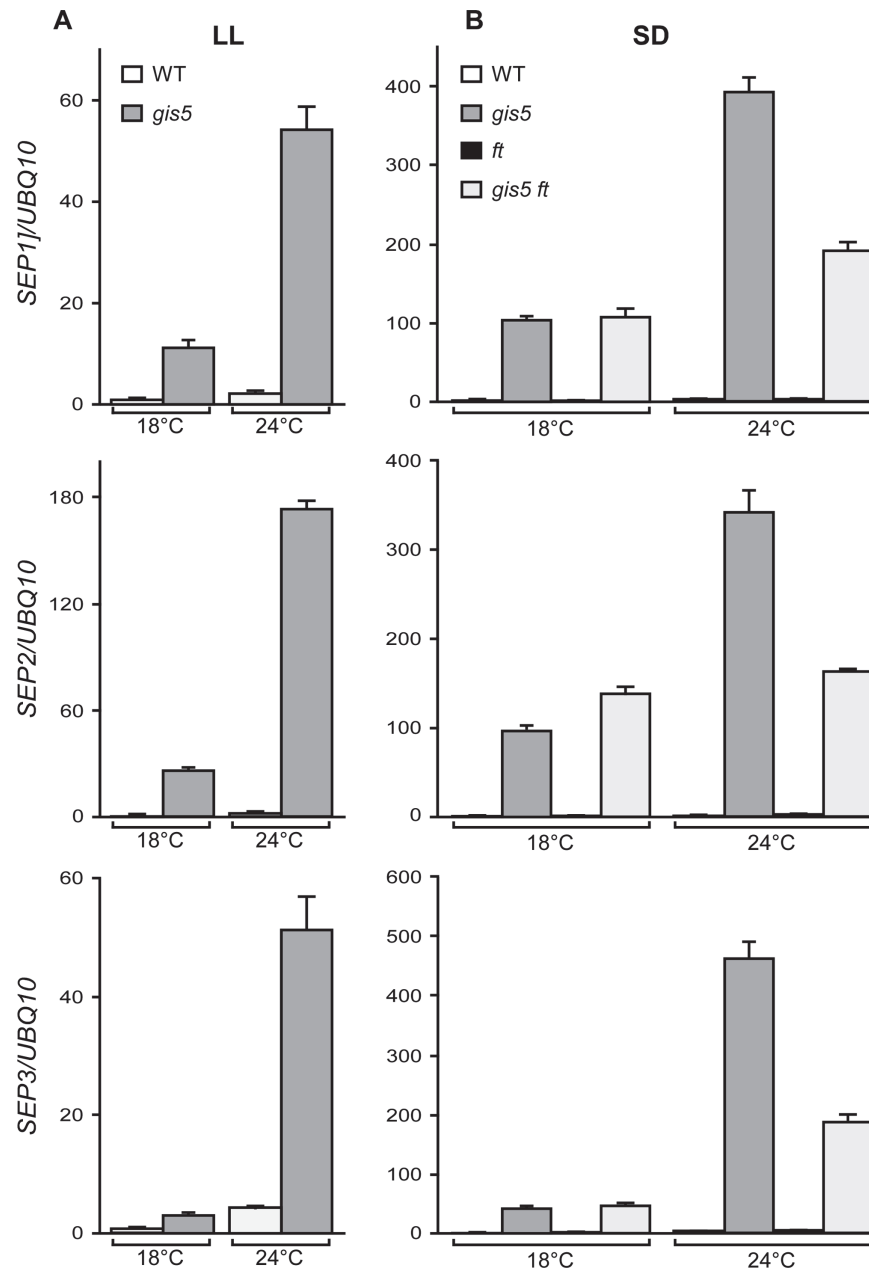 A
LL
WT
gis5
SEP1]/UBQ10
60
40
20
0
18°C
24°C
B
SD
WT
gis5
ft
gis5 ft
400
300
200
100
0
18°C
24°C
SEP2/UBQ10
180
120
60
0
18°C
24°C
400
300
200
100
0
18°C
24°C
SEP3/UBQ10
60
40
20
0
18°C
24°C
600
500
400
300
200
100
0
18°C
24°C